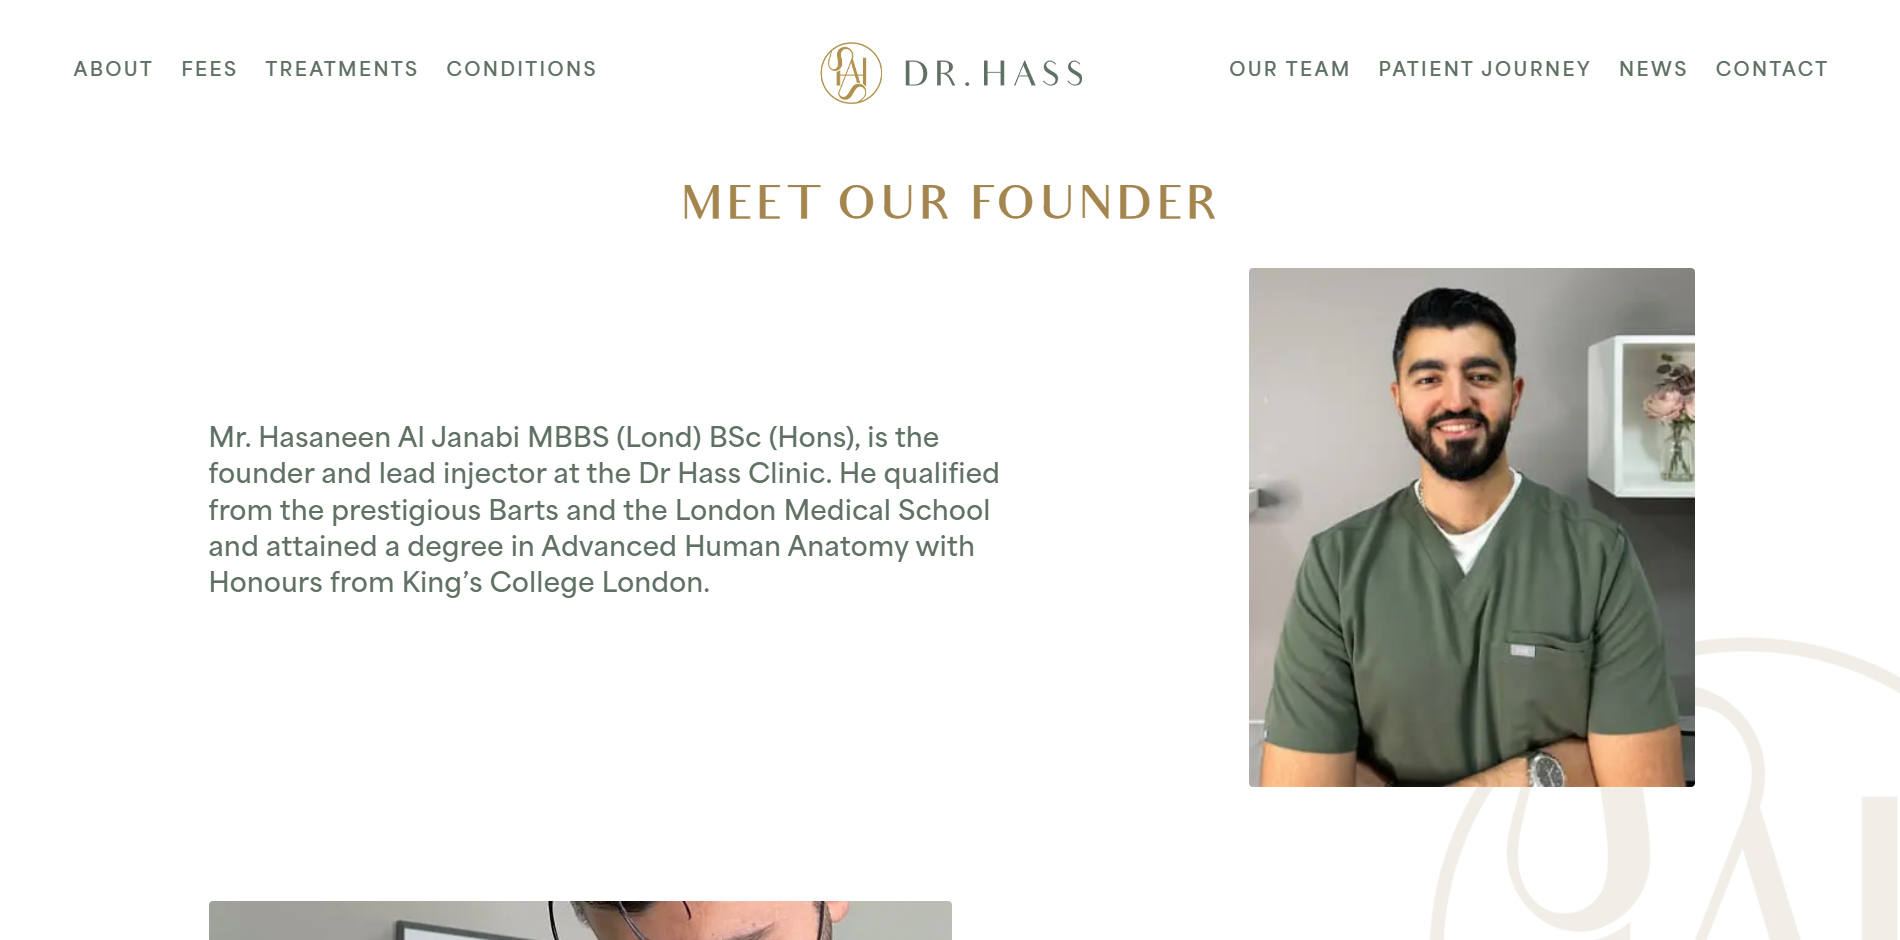 ABOUT FEES TREATMENTS CONDITIONS
DR. HASS
OUR TEAM PATIENT JOURNEY NEWS CONTACT
MEET OUR FOUNDER
Mr. Hasaneen Al Janabi MBBS (Lond) BSc (Hons), is the
founder and lead injector at the Dr Hass Clinic. He qualified
from the prestigious Barts and the London Medical School
and attained a degree in Advanced Human Anatomy with
Honours from King’s College London.